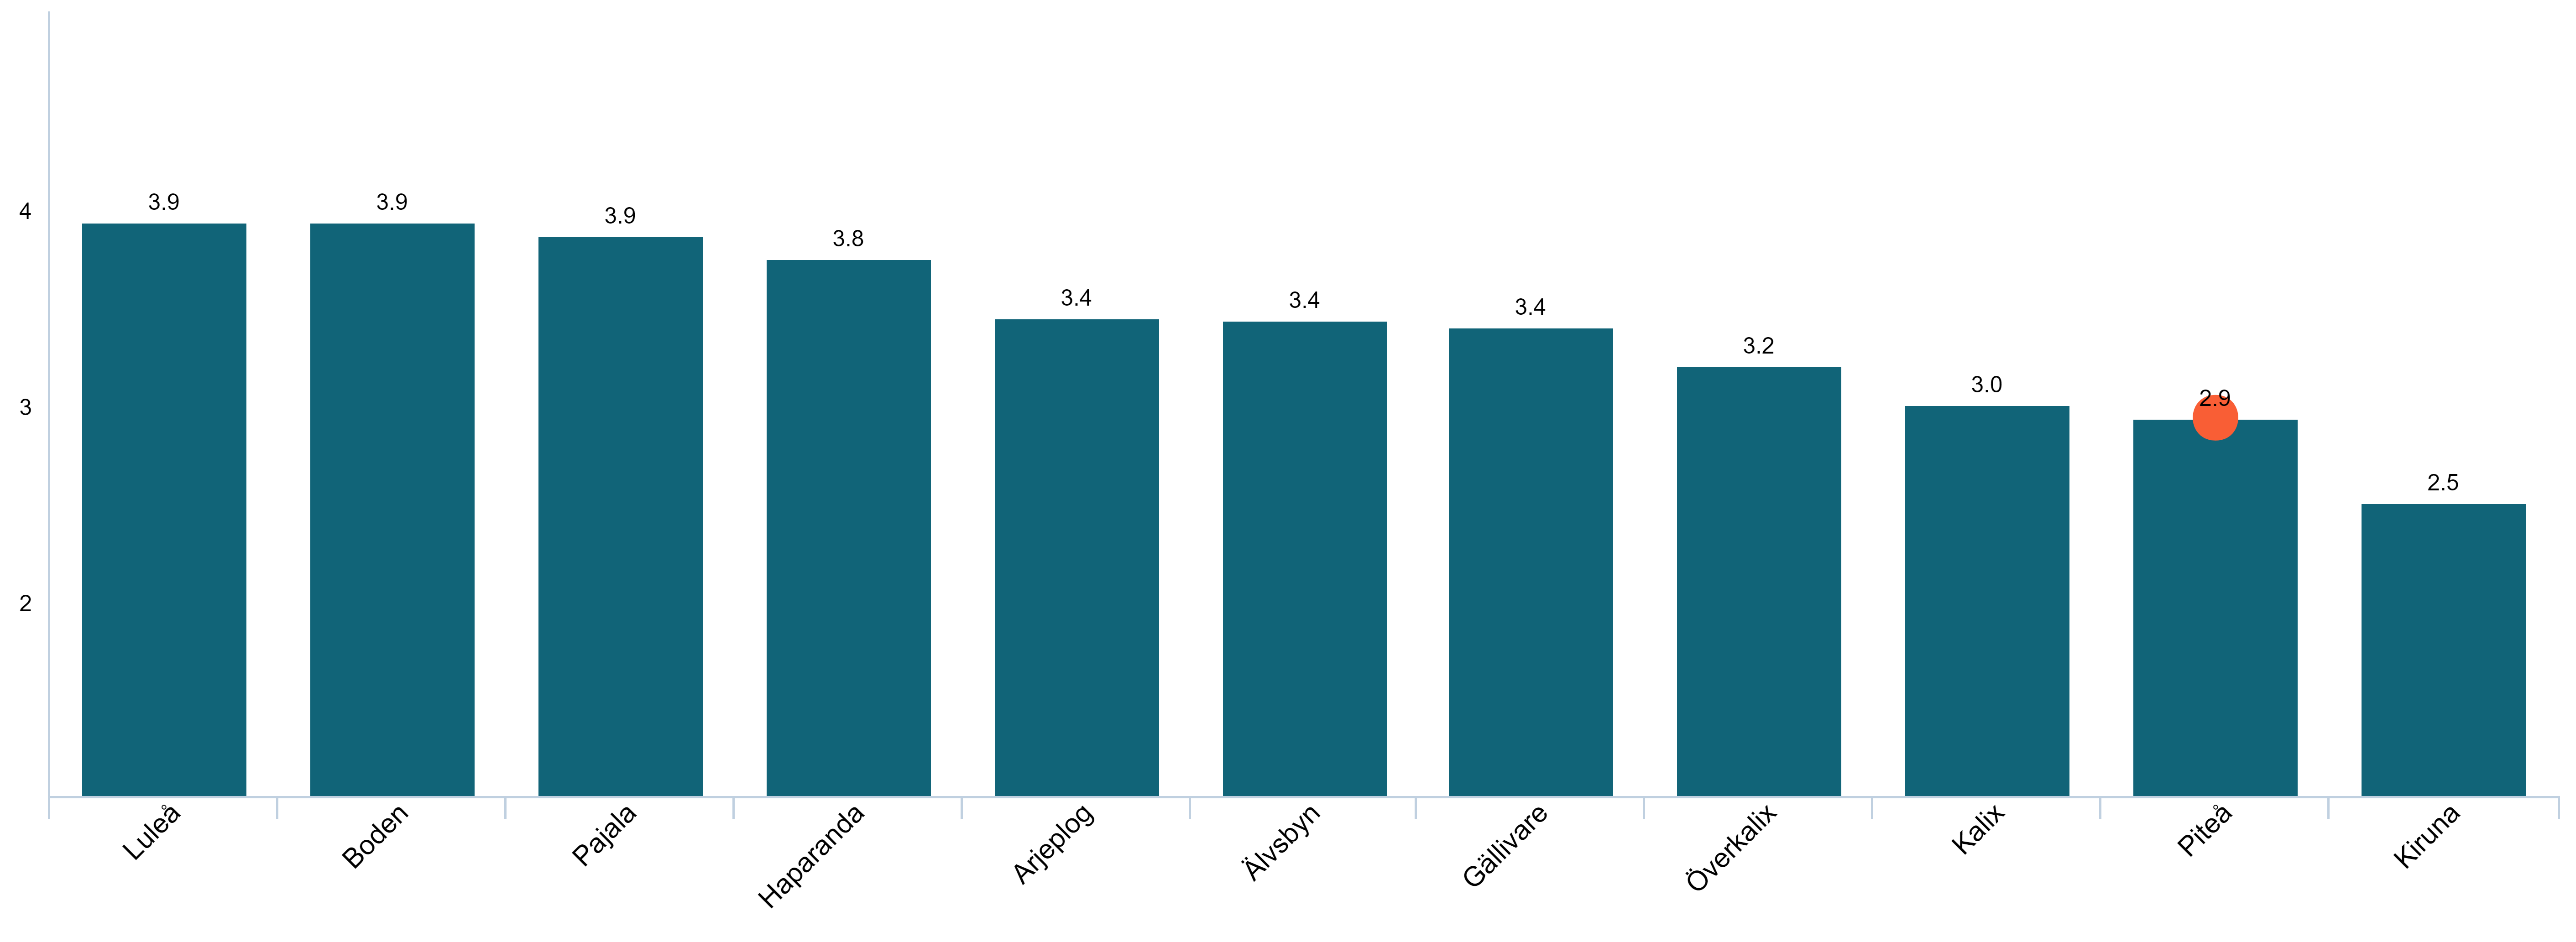 4
3
2
3.9
3.9
3.9
3.8
3.4
3.4
3.4
3.2
3.0
2.9
2.5
Luleå
Boden
Pajala
Haparanda
Arjeplog
Älvsbyn
Gällivare
Överkalix
Kalix
Piteå
Kiruna